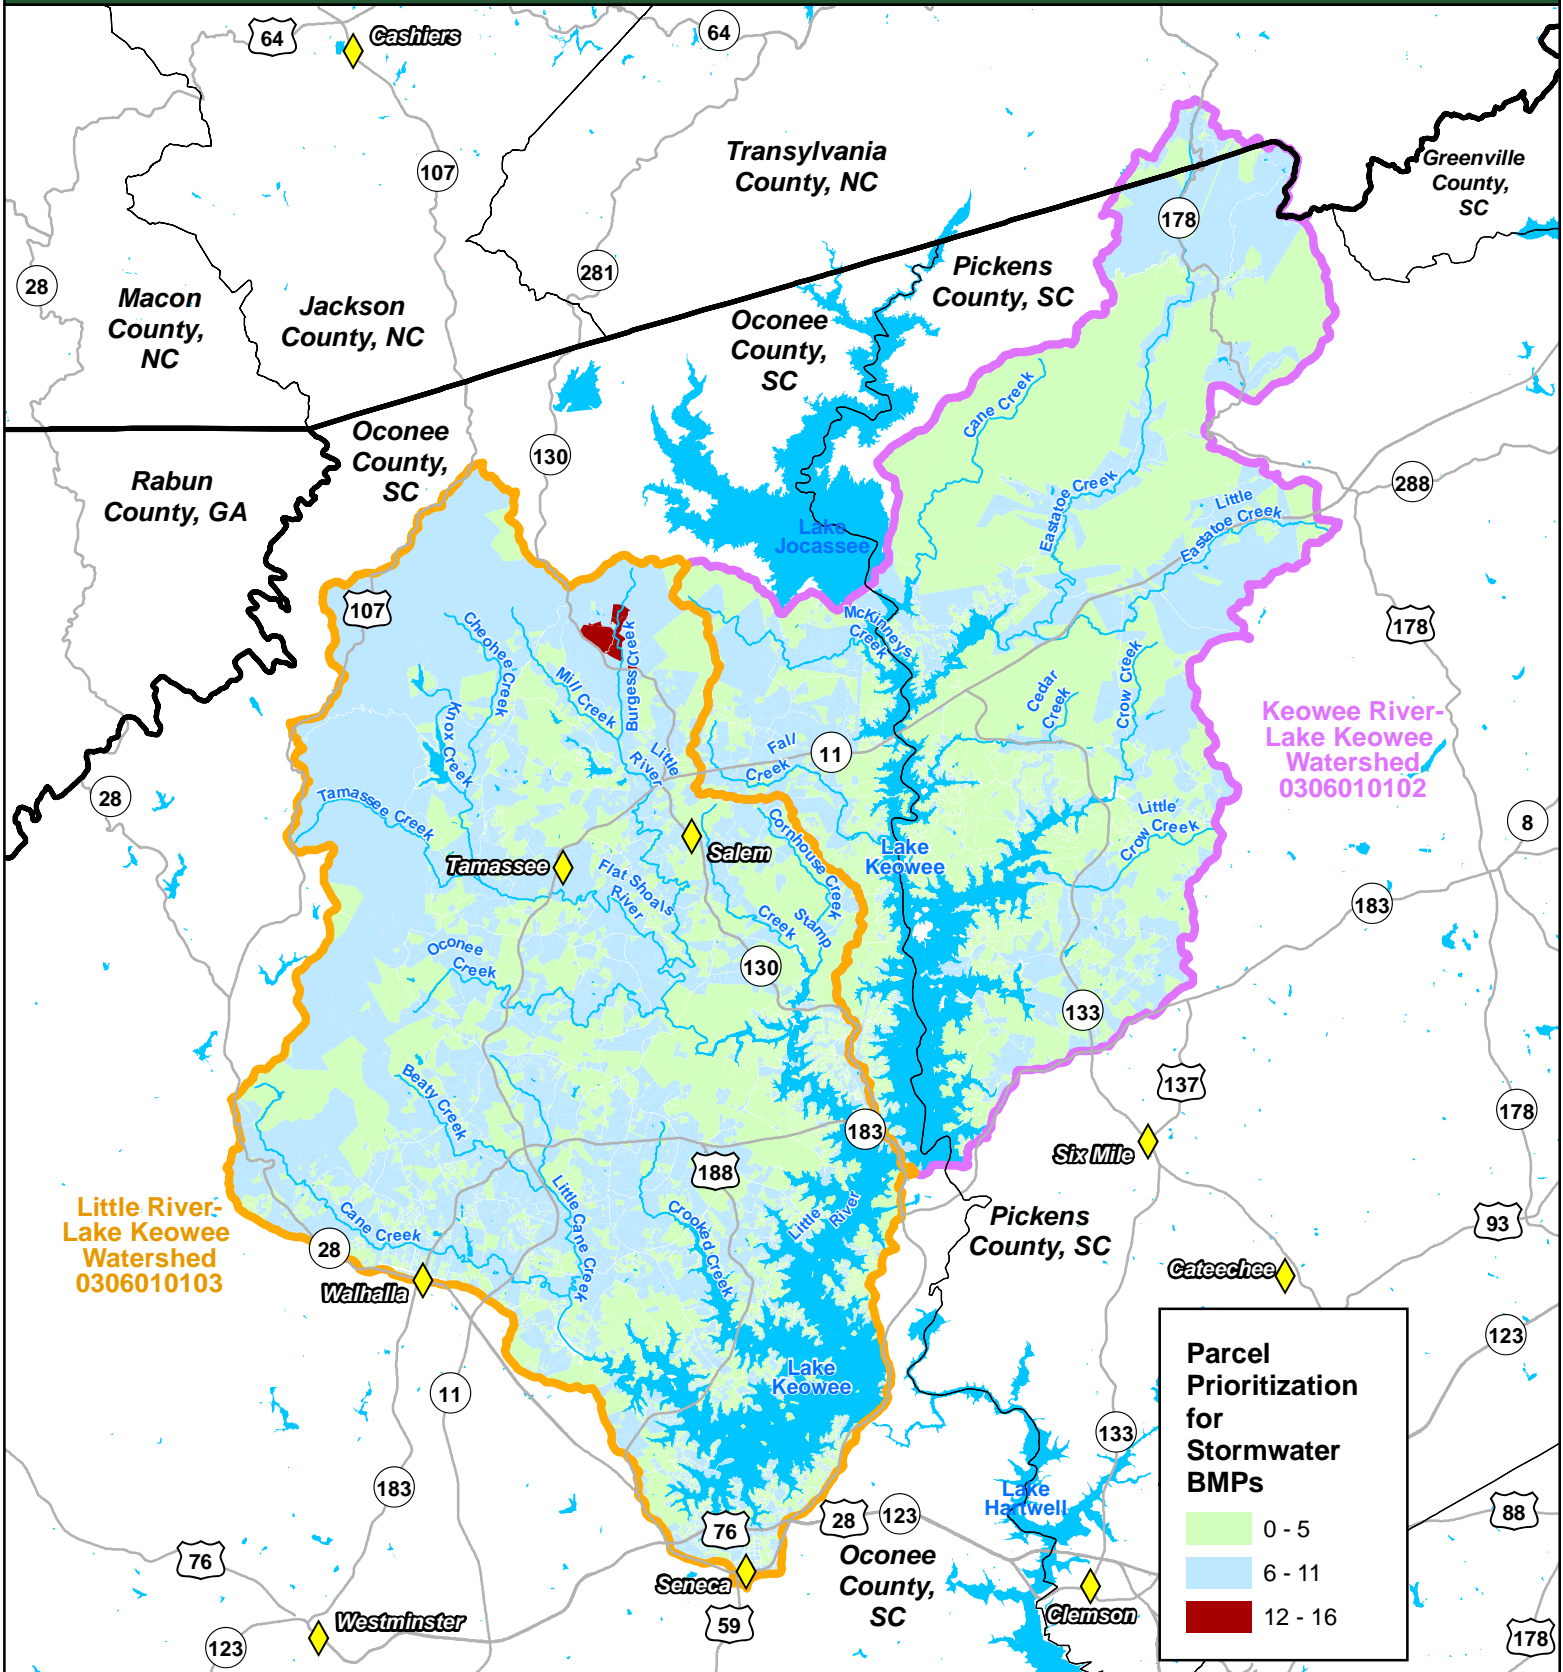 64
Cashiers
64
107
Transylvania
County, NC
Greenville
County,
SC
178
281
28
Macon
County,
NC
Jackson
County, NC
Pickens
County, SC
Oconee
County,
SC
Cane Creek
Oconee
County,
SC
130
Rabun
County, GA
288
Eastatoe Creek
Little
Eastatoe Creek
Lake
Jocassee
107
178
McKinneys
Creek
Cheohee Creek
Mill Creek
Burgess Creek
Knox Creek
Cedar
Creek
Crow Creek
Little
River
Fall
Creek
11
Keowee River-
Lake Keowee
Watershed
0306010102
28
Tamassee Creek
Little
Crow Creek
8
Cornhouse Creek
Salem
Tamassee
Lake
Keowee
Flat Shoals
River
183
Stamp
Creek
Oconee
Creek
130
133
Beaty Creek
137
178
183
Six Mile
188
Little River-
Lake Keowee
Watershed
0306010103
Cane Creek
Little Cane Creek
Crooked Creek
Little
River
Pickens
County, SC
93
28
Walhalla
Cateechee
123
11
Lake
Keowee
133
183
Lake
Hartwell
76
28
123
88
76
Oconee
County,
SC
Seneca
Clemson
59
Westminster
123
178
Parcel
Prioritization
for
Stormwater
BMPs
0 - 5
6 - 11
12 - 16